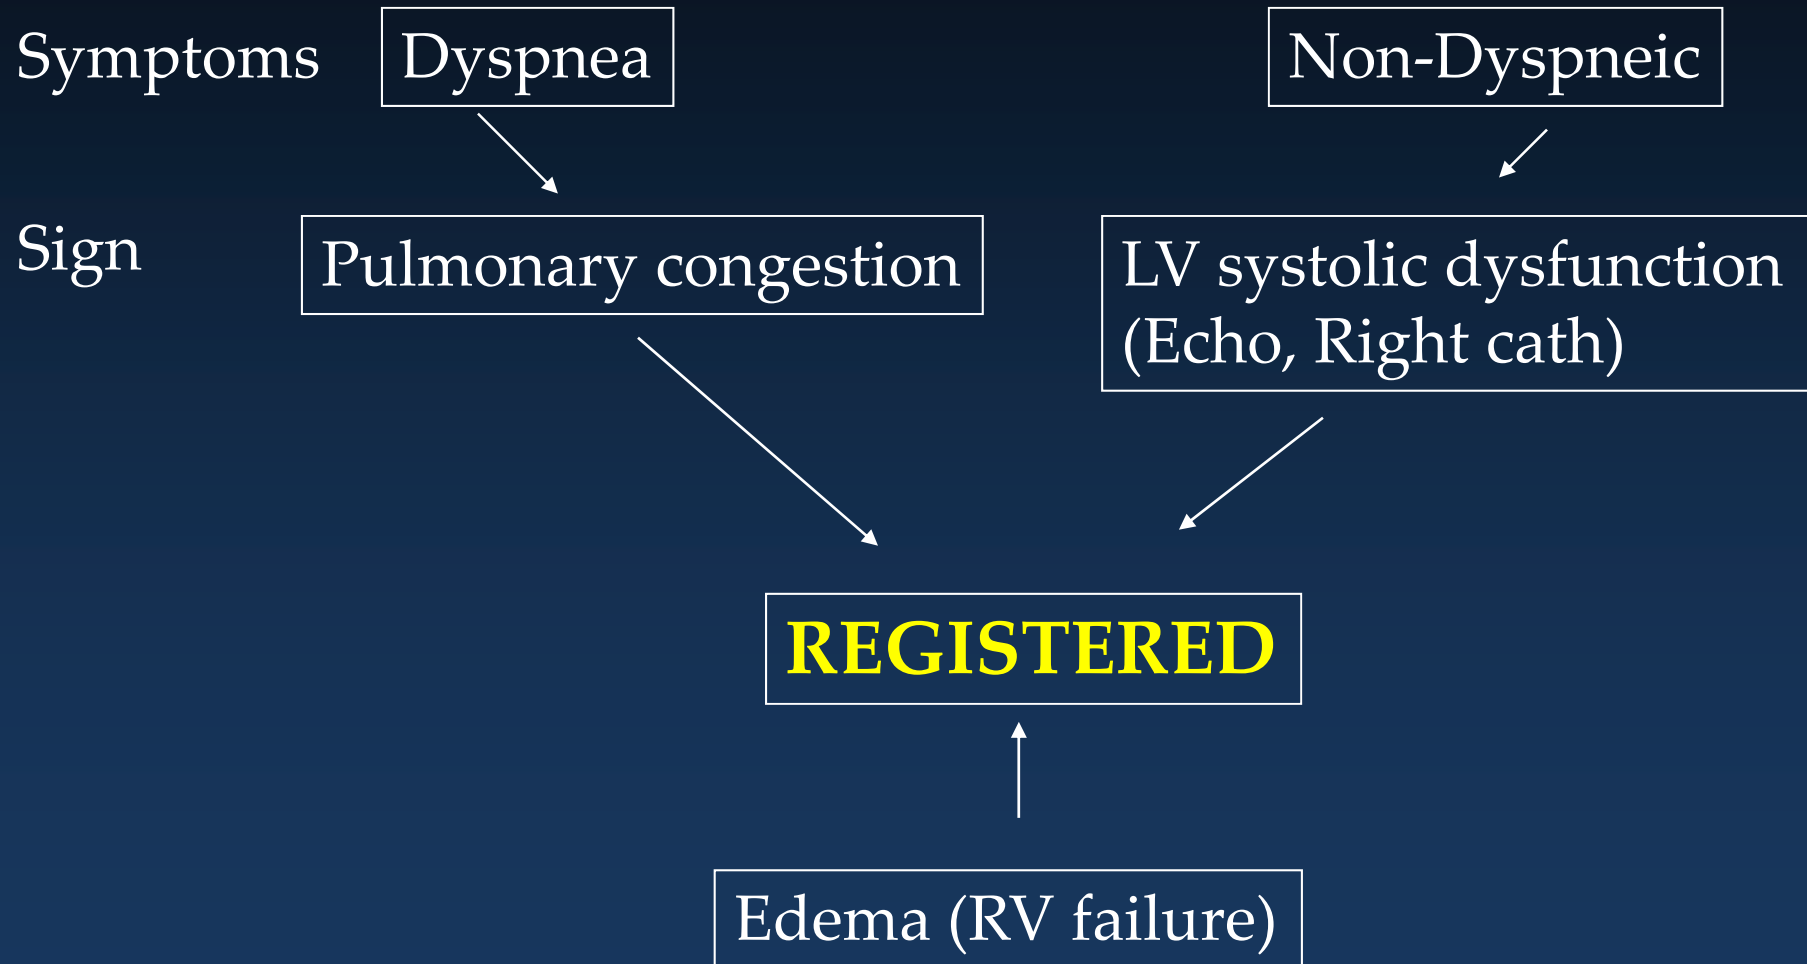 Symptoms
Dyspnea
Non-Dyspneic
Sign
Pulmonary congestion
LV systolic dysfunction
(Echo, Right cath)
REGISTERED
Edema (RV failure)